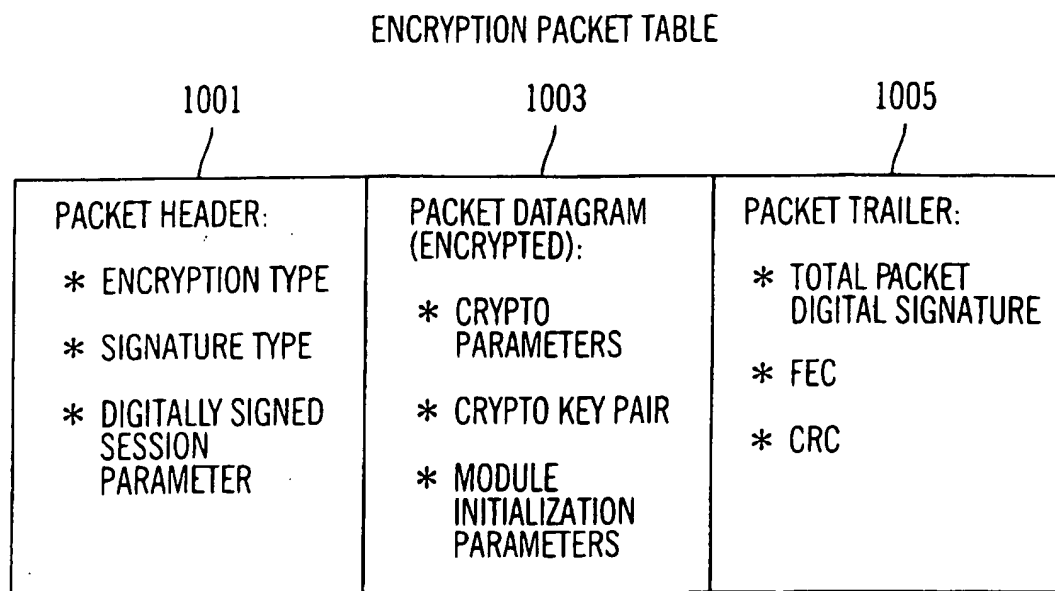 ENCRYPTION PACKET TABLE
1001
1003
1005
PACKET HEADER:
* ENCRYPTION TYPE
* SIGNATURE TYPE
* DIGITALLY SIGNED
SESSION
PARAMETER
PACKET DATAGRAM
(ENCRYPTED):
* CRYPTO
PARAMETERS
* CRYPTO KEY PAIR
* MODULE
INITIALIZATION
PARAMETERS
PACKET TRAILER:
* TOTAL PACKET
DIGITAL SIGNATURE
* FEC
* CRC